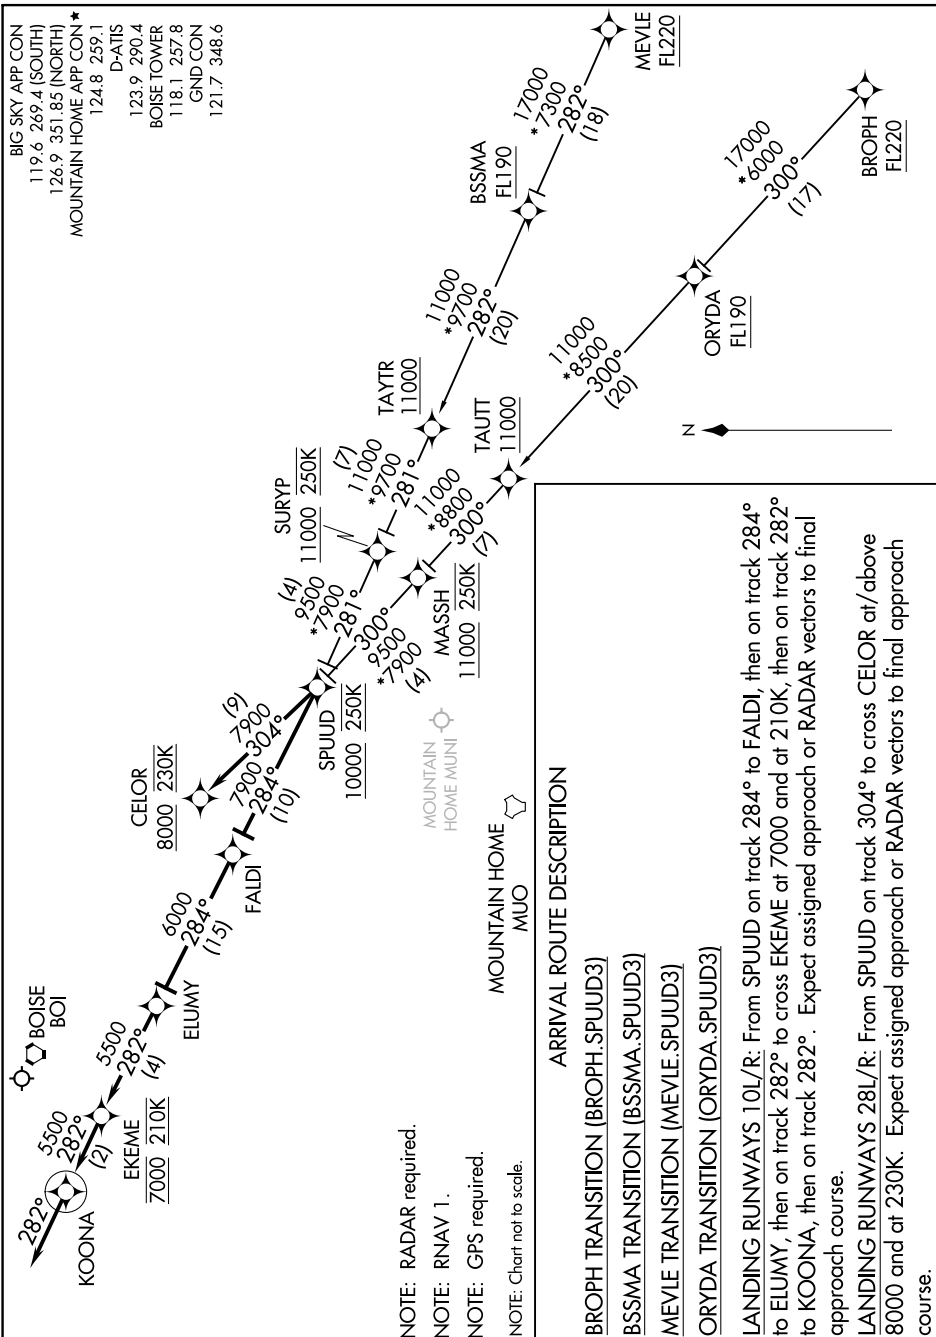 BIG SKY APP CON
119.6 269.4 (SOUTH)
126.9 351.85 (NORTH)
MOUNTAIN HOME APP CON ★
124.8 259.1
D-ATIS
123.9 290.4
BOISE TOWER
118.1 257.8
GND CON
121.7 348.6
MEVLE
FL220
17000
*7300
282°
(18)
BSSMA
FL190
11000
*9700
282°
(20)
TAYTR
11000
(7)
11000
*9700
281°
SURYP
11000 250K
(4)
9500
*7900
281°
BROPH
FL220
17000
*6000
300°
(17)
ORYDA
FL190
11000
*8500
300°
(20)
TAUTT
11000
11000
*8800
300°
(7)
MASSH
11000 250K
300°
9500
*7900
(4)
SPUUD
10000 250K
(9)
7900
304°
CELOR
8000 230K
7900
284°
(10)
FALDI
6000
284°
(15)
ELUMY
5500
282°
(4)
EKEME
7000 210K
5500
282°
(2)
KOONA
282°
BOISE
BOI
MOUNTAIN
HOME MUNI
MOUNTAIN HOME
MUO
N
NOTE: RADAR required.
NOTE: RNAV 1.
NOTE: GPS required.
NOTE: Chart not to scale.
ARRIVAL ROUTE DESCRIPTION
BROPH TRANSITION (BROPH.SPUUD3)
BSSMA TRANSITION (BSSMA.SPUUD3)
MEVLE TRANSITION (MEVLE.SPUUD3)
ORYDA TRANSITION (ORYDA.SPUUD3)
LANDING RUNWAYS 10L/R: From SPUUD on track 284° to FALDI, then on track 284°
to ELUMY, then on track 282° to cross EKEME at 7000 and at 210K, then on track 282°
to KOONA, then on track 282°. Expect assigned approach or RADAR vectors to final
approach course.
LANDING RUNWAYS 28L/R: From SPUUD on track 304° to cross CELOR at/above
8000 and at 230K. Expect assigned approach or RADAR vectors to final approach
course.